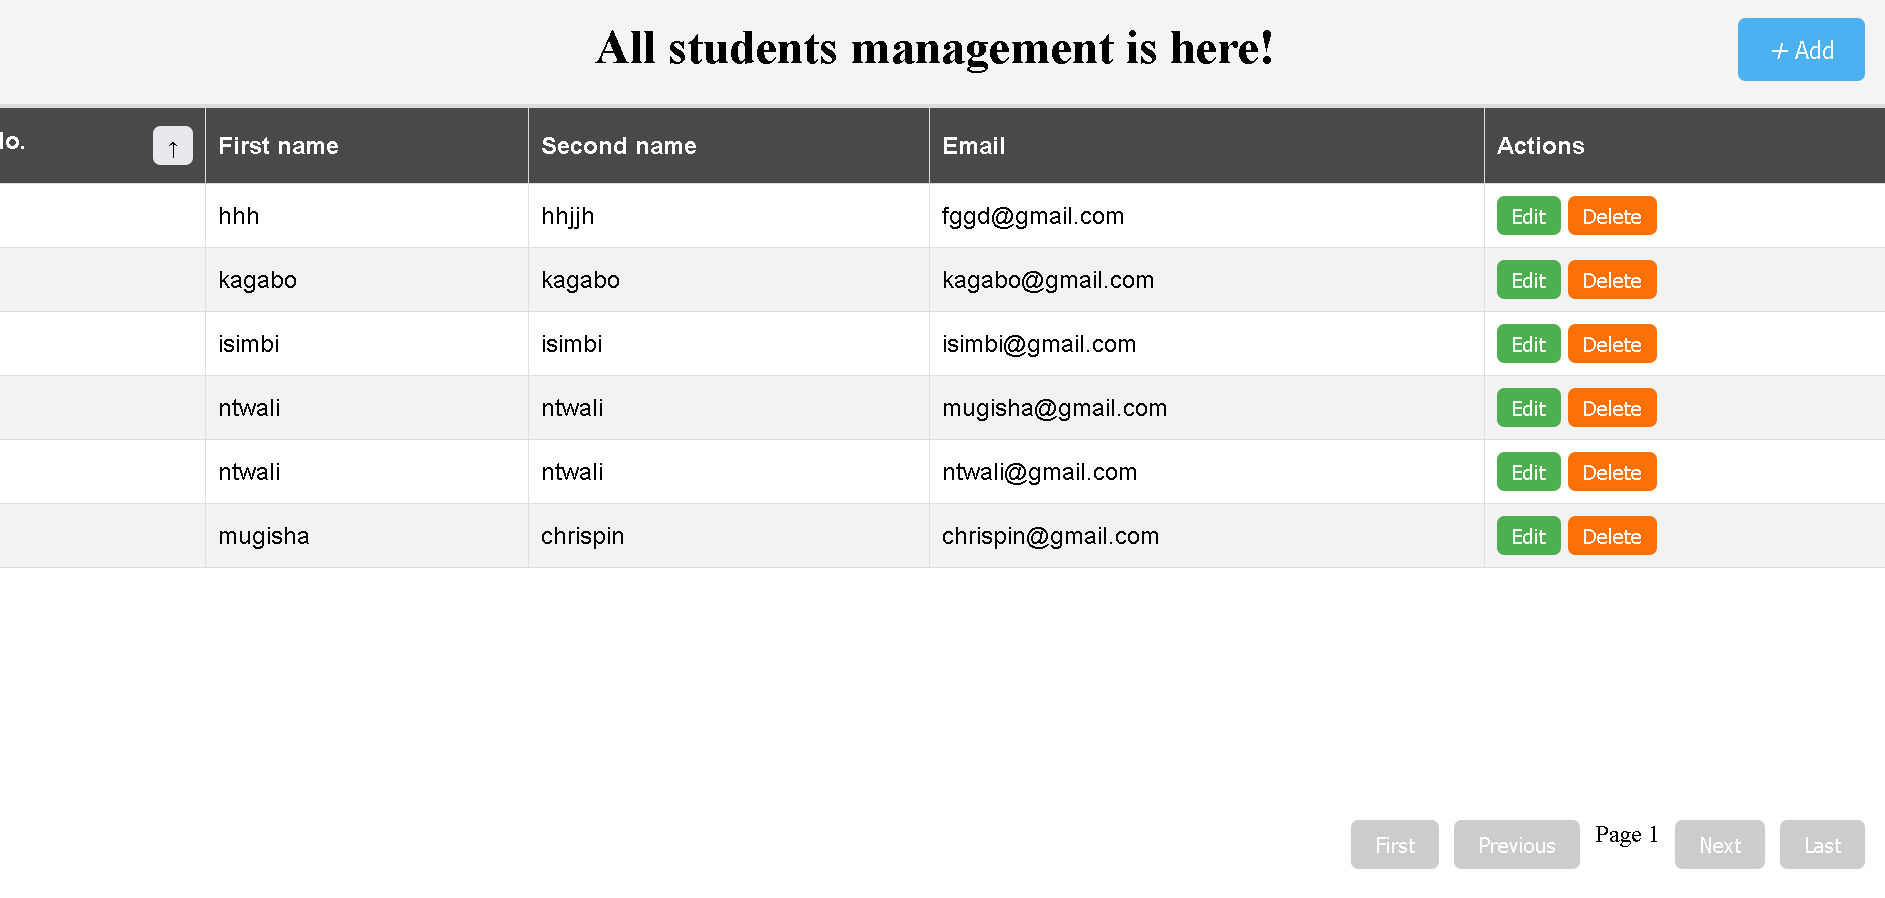 All students management is here!
+ Add
o. ↑ First name Second name Email Actions
hhh hhjjh fggd@gmail.com Edit Delete
kagabo kagabo kagabo@gmail.com Edit Delete
isimbi isimbi isimbi@gmail.com Edit Delete
ntwali ntwali mugisha@gmail.com Edit Delete
ntwali ntwali ntwali@gmail.com Edit Delete
mugisha chrispin chrispin@gmail.com Edit Delete
First Previous Page 1 Next Last